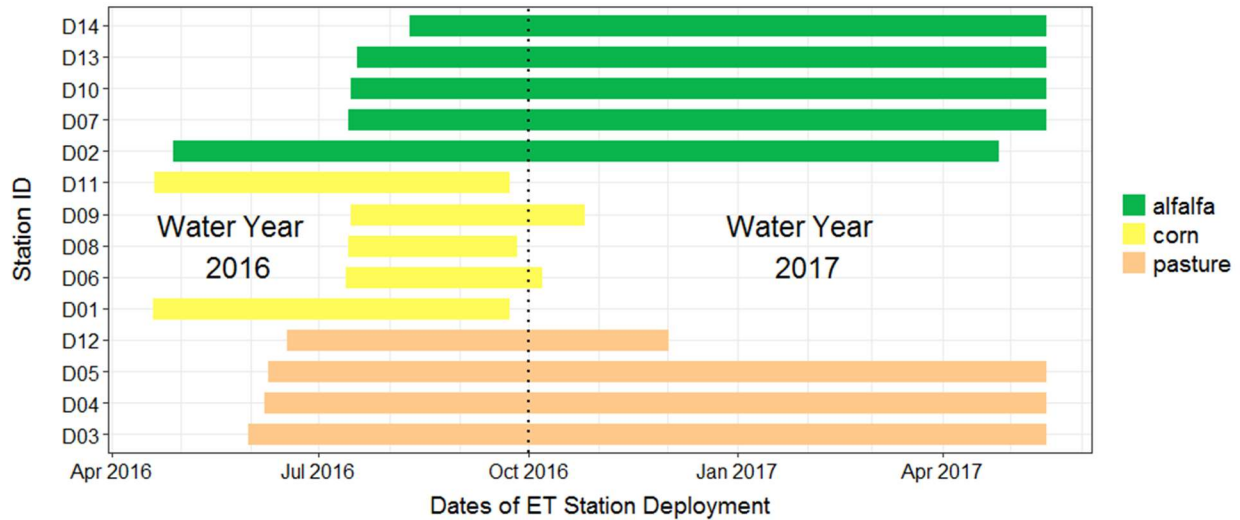 D14
D13
D10
D07
D02
D11
D09
D08
D06
D01
D12
D05
D04
D03
Station ID
Water Year
2016
Water Year
2017
alfalfa
corn
pasture
Apr 2016
Jul 2016
Oct 2016
Jan 2017
Apr 2017
Dates of ET Station Deployment